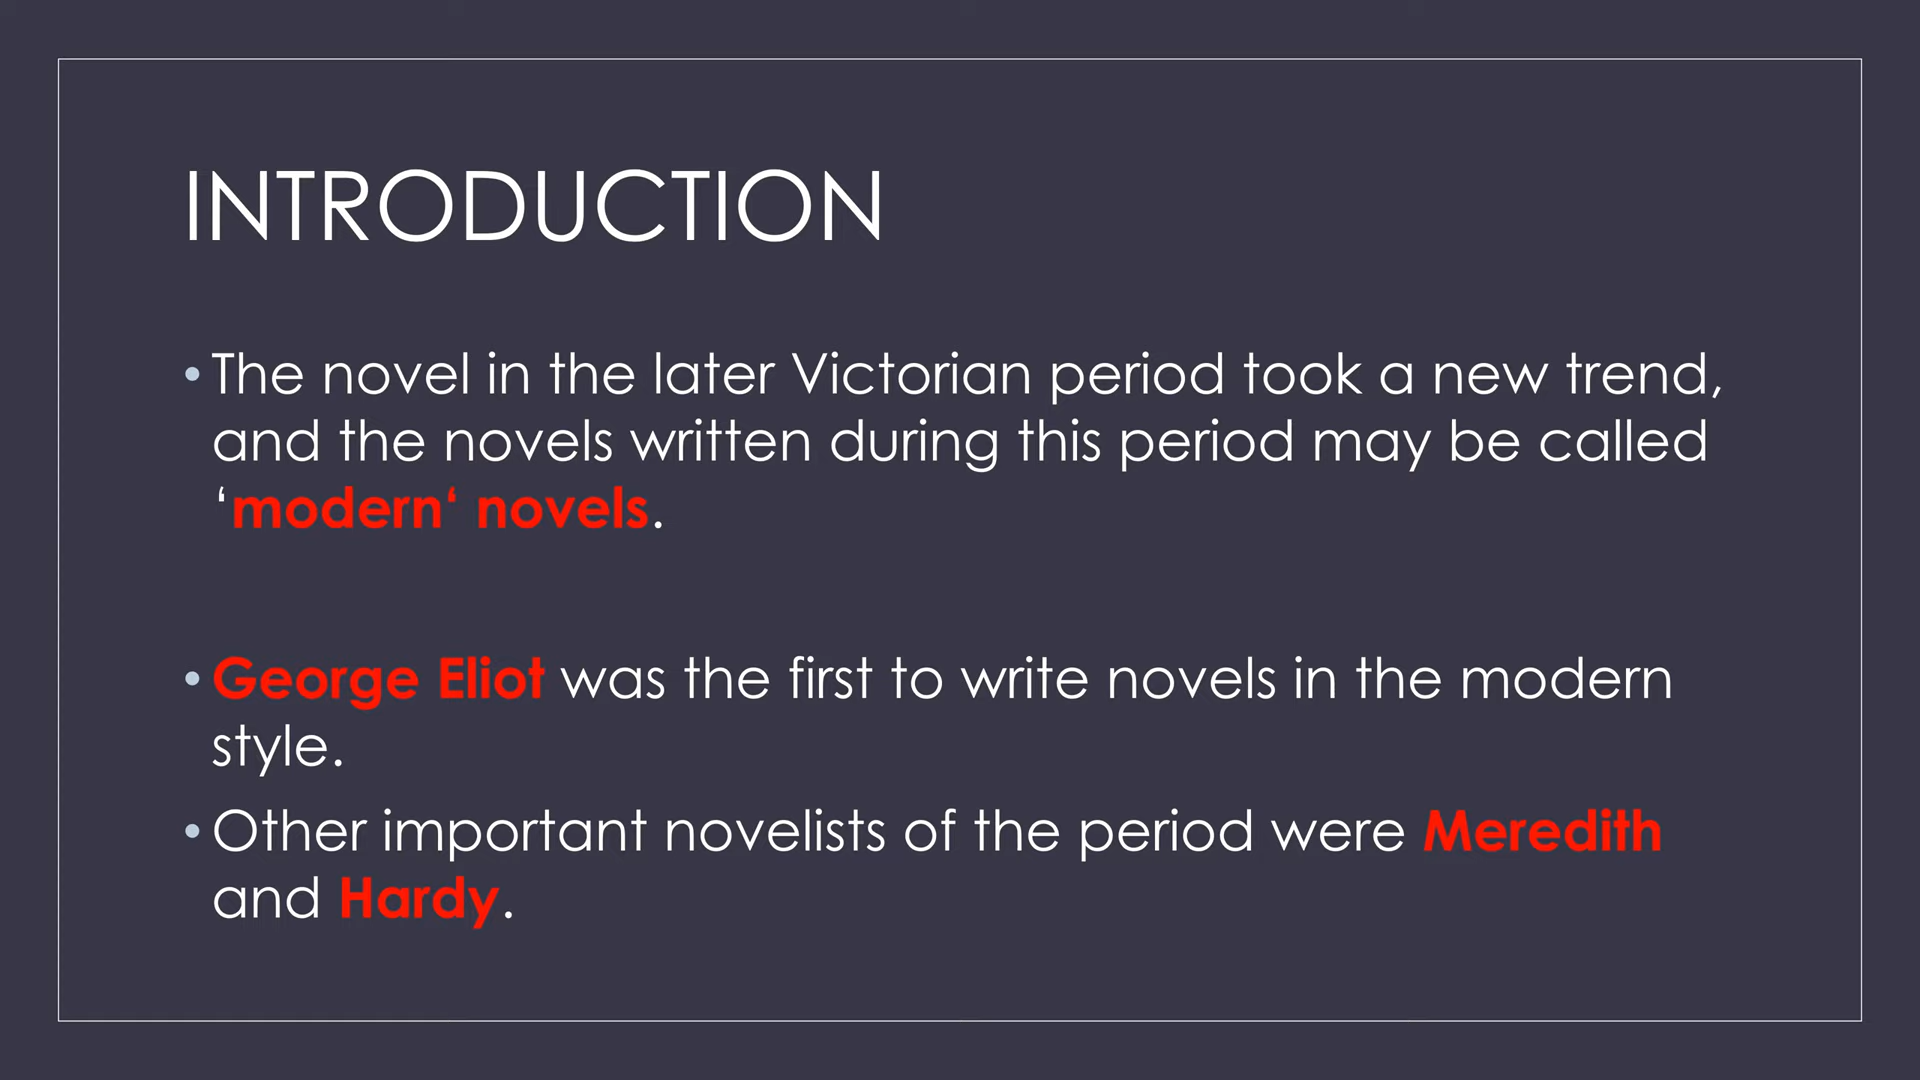 INTRODUCTION
• The novel in the later Victorian period took a new trend,
and the novels written during this period may be called
‘modern‘ novels.
• George Eliot was the first to write novels in the modern
style.
• Other important novelists of the period were Meredith
and Hardy.